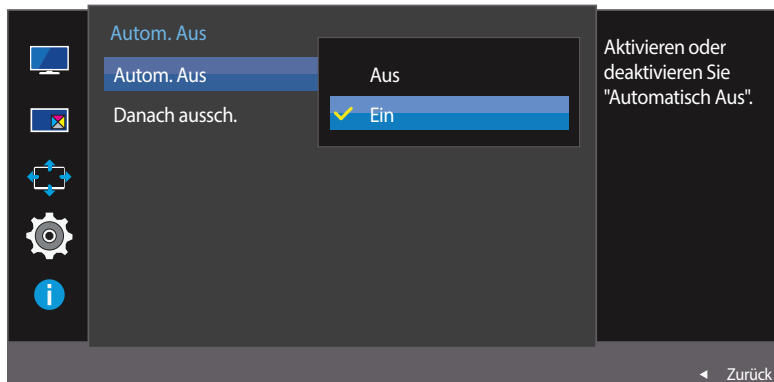 Autom. Aus
Autom. Aus
Aus
Danach aussch.
Ein
Aktivieren oder
deaktivieren Sie
"Automatisch Aus".
Zurück